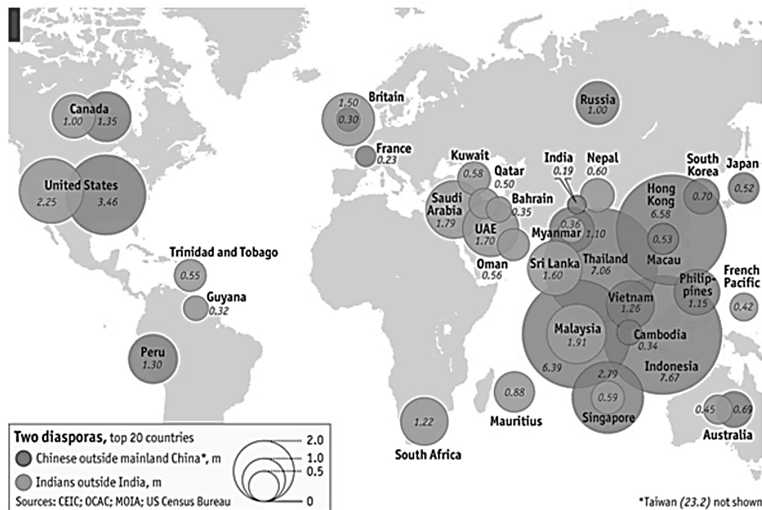 Canada
1.00 1.35
United States
2.25 3.46
Trinidad and Tobago
0.55
Guyana
0.32
Peru
1.30
1.50 Britain
0.30
France
0.23
Russia
1.00
Kuwait
0.58
Qatar
0.50
Bahrain
0.35
Saudi
Arabia
1.79
UAE
1.70
Oman
0.56
India
0.19
Nepal
0.60
0.36
Myanmar 1.10
Sri Lanka
1.60
Thailand
7.06
South
Korea
0.70
Japan
0.52
Hong
Kong
6.58
0.53
Macau
Philip-
pines
1.15
French
Pacific
0.42
Vietnam
1.26
Malaysia
1.91
6.39
Cambodia
0.34
Indonesia
7.67
2.79
0.59
Singapore
0.88
Mauritius
1.22
South Africa
0.45 0.69
Australia
Two diasporas, top 20 countries
Chinese outside mainland China*, m
Indians outside India, m
2.0
1.0
0.5
0
Sources: CEIC; OCAC; MOIA; US Census Bureau
*Taiwan (23.2) not shown